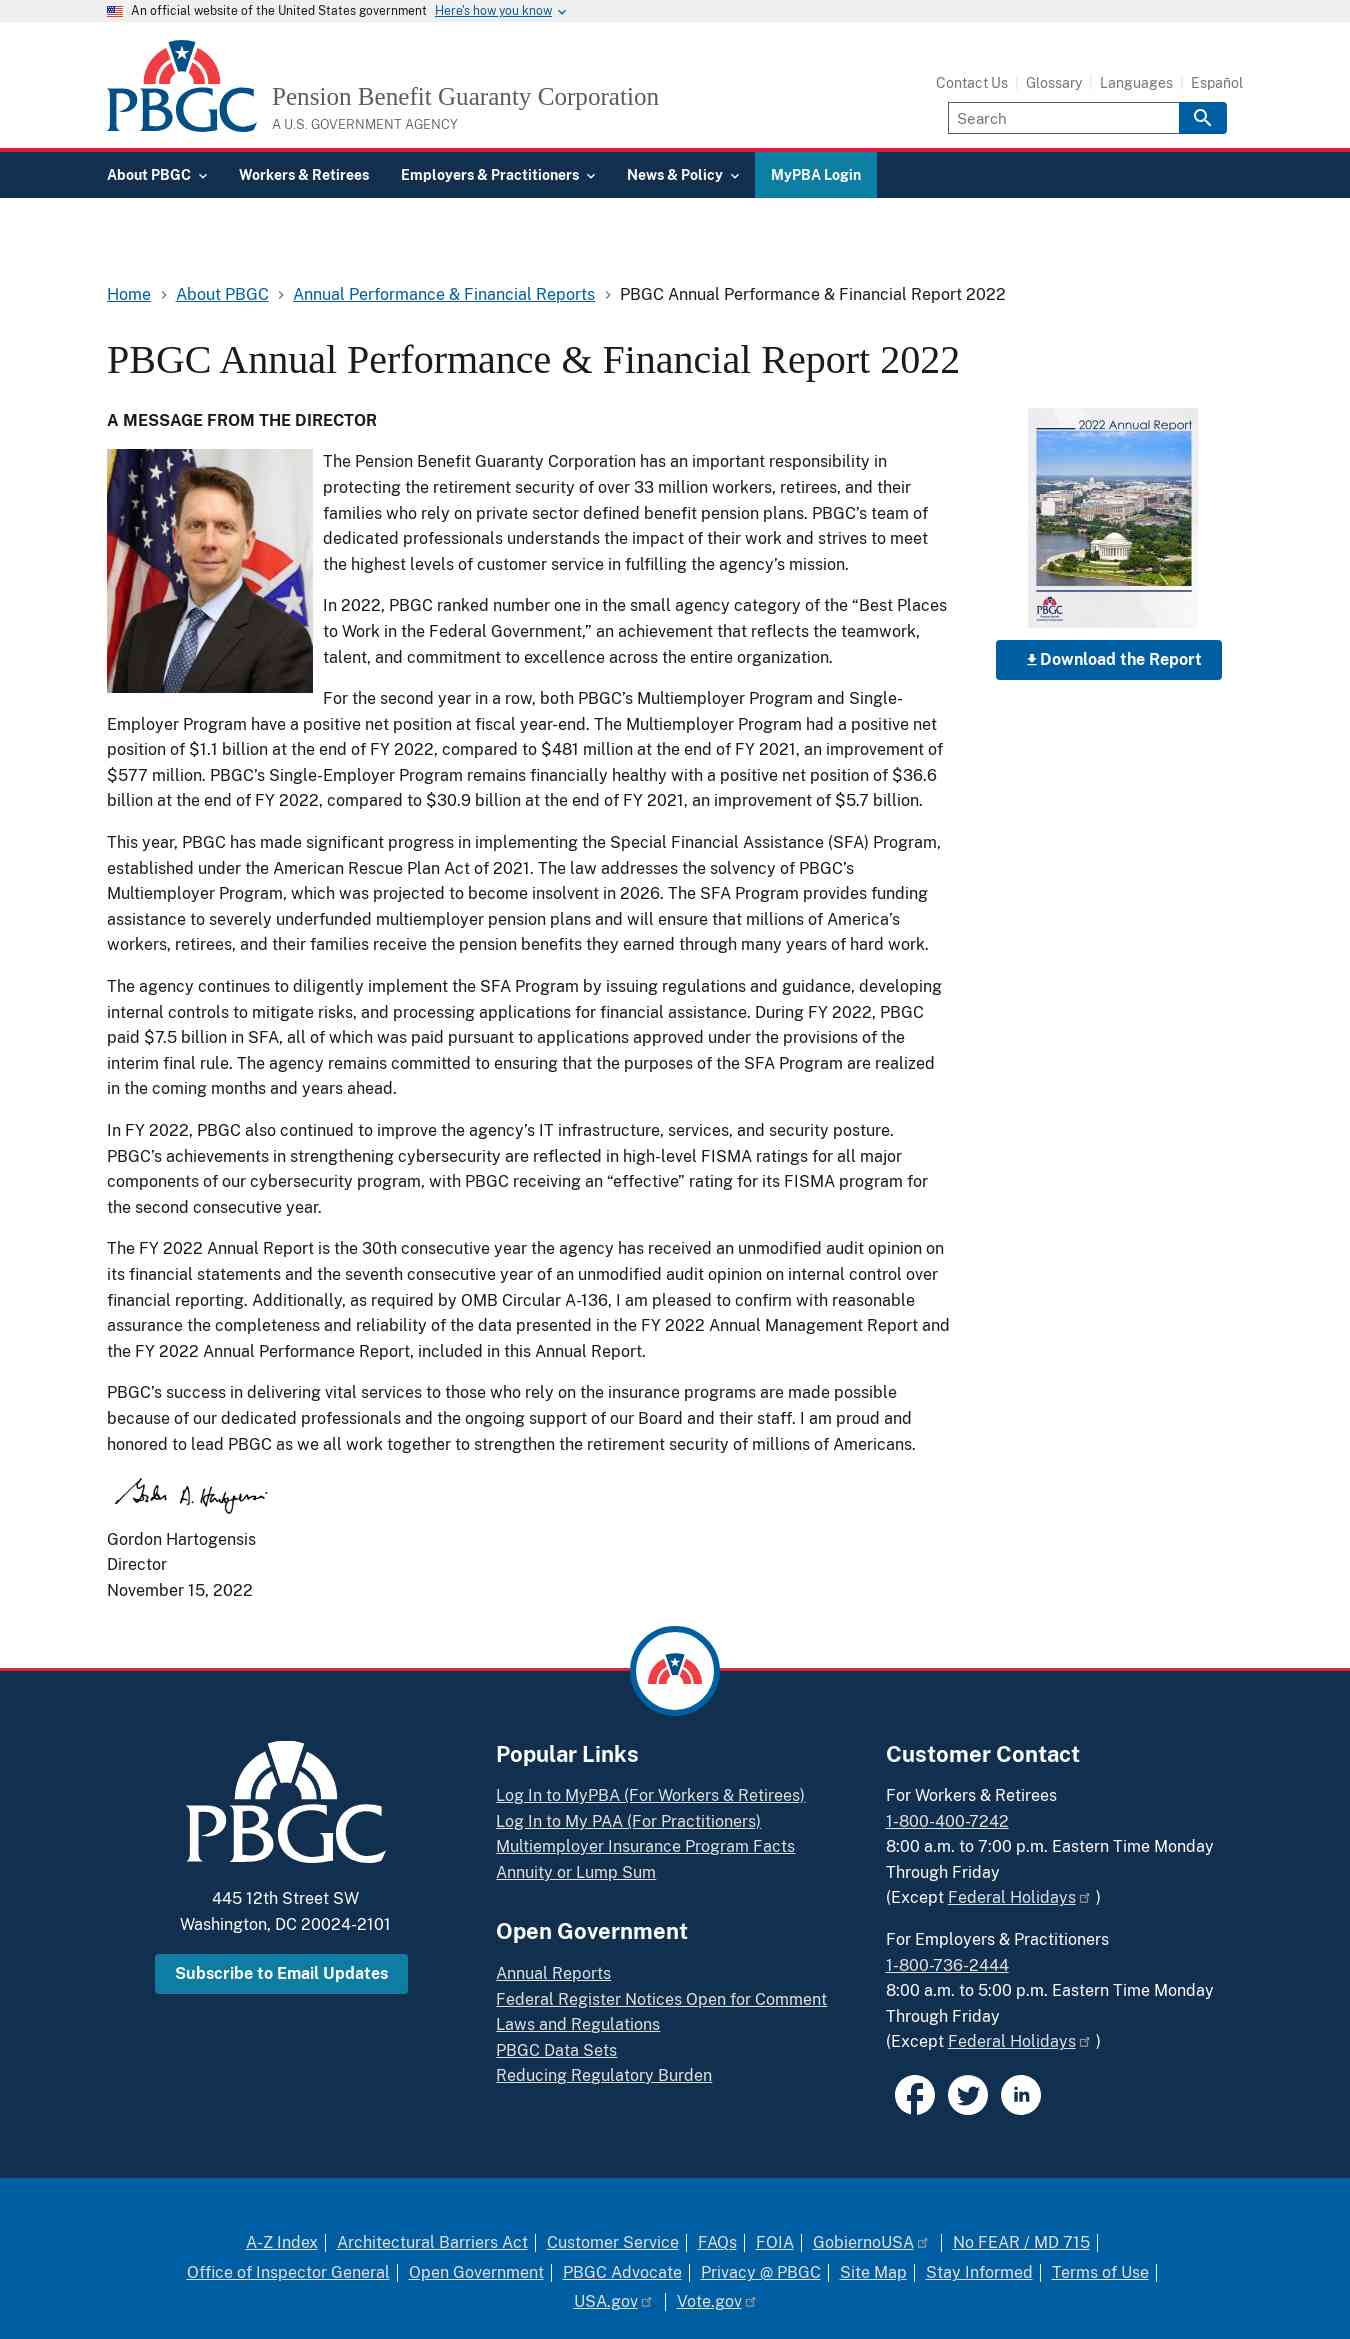 An official website of the United States government Here's how you know
PBGC
Pension Benefit Guaranty Corporation
A U.S. GOVERNMENT AGENCY
Contact Us Glossary Languages Español
Search
About PBGC Workers & Retirees Employers & Practitioners News & Policy MyPBA Login
Home About PBGC Annual Performance & Financial Reports PBGC Annual Performance & Financial Report 2022
PBGC Annual Performance & Financial Report 2022
A MESSAGE FROM THE DIRECTOR
The Pension Benefit Guaranty Corporation has an important responsibility in
protecting the retirement security of over 33 million workers, retirees, and their
families who rely on private sector defined benefit pension plans. PBGC’s team of
dedicated professionals understands the impact of their work and strives to meet
the highest levels of customer service in fulfilling the agency’s mission.
In 2022, PBGC ranked number one in the small agency category of the “Best Places
to Work in the Federal Government,” an achievement that reflects the teamwork,
talent, and commitment to excellence across the entire organization.
For the second year in a row, both PBGC’s Multiemployer Program and Single-
Employer Program have a positive net position at fiscal year-end. The Multiemployer Program had a positive net
position of $1.1 billion at the end of FY 2022, compared to $481 million at the end of FY 2021, an improvement of
$577 million. PBGC’s Single-Employer Program remains financially healthy with a positive net position of $36.6
billion at the end of FY 2022, compared to $30.9 billion at the end of FY 2021, an improvement of $5.7 billion.
This year, PBGC has made significant progress in implementing the Special Financial Assistance (SFA) Program,
established under the American Rescue Plan Act of 2021. The law addresses the solvency of PBGC’s
Multiemployer Program, which was projected to become insolvent in 2026. The SFA Program provides funding
assistance to severely underfunded multiemployer pension plans and will ensure that millions of America’s
workers, retirees, and their families receive the pension benefits they earned through many years of hard work.
The agency continues to diligently implement the SFA Program by issuing regulations and guidance, developing
internal controls to mitigate risks, and processing applications for financial assistance. During FY 2022, PBGC
paid $7.5 billion in SFA, all of which was paid pursuant to applications approved under the provisions of the
interim final rule. The agency remains committed to ensuring that the purposes of the SFA Program are realized
in the coming months and years ahead.
In FY 2022, PBGC also continued to improve the agency’s IT infrastructure, services, and security posture.
PBGC’s achievements in strengthening cybersecurity are reflected in high-level FISMA ratings for all major
components of our cybersecurity program, with PBGC receiving an “effective” rating for its FISMA program for
the second consecutive year.
The FY 2022 Annual Report is the 30th consecutive year the agency has received an unmodified audit opinion on
its financial statements and the seventh consecutive year of an unmodified audit opinion on internal control over
financial reporting. Additionally, as required by OMB Circular A-136, I am pleased to confirm with reasonable
assurance the completeness and reliability of the data presented in the FY 2022 Annual Management Report and
the FY 2022 Annual Performance Report, included in this Annual Report.
PBGC’s success in delivering vital services to those who rely on the insurance programs are made possible
because of our dedicated professionals and the ongoing support of our Board and their staff. I am proud and
honored to lead PBGC as we all work together to strengthen the retirement security of millions of Americans.
Gordon Hartogensis
Director
November 15, 2022
2022 Annual Report
PBGC
Download the Report
PBGC
445 12th Street SW
Washington, DC 20024-2101
Subscribe to Email Updates
Popular Links
Log In to MyPBA (For Workers & Retirees)
Log In to My PAA (For Practitioners)
Multiemployer Insurance Program Facts
Annuity or Lump Sum
Open Government
Annual Reports
Federal Register Notices Open for Comment
Laws and Regulations
PBGC Data Sets
Reducing Regulatory Burden
Customer Contact
For Workers & Retirees
1-800-400-7242
8:00 a.m. to 7:00 p.m. Eastern Time Monday
Through Friday
(Except Federal Holidays )
For Employers & Practitioners
1-800-736-2444
8:00 a.m. to 5:00 p.m. Eastern Time Monday
Through Friday
(Except Federal Holidays )
in
A-Z Index Architectural Barriers Act Customer Service FAQs FOIA GobiernoUSA No FEAR / MD 715
Office of Inspector General Open Government PBGC Advocate Privacy @ PBGC Site Map Stay Informed Terms of Use
USA.gov Vote.gov